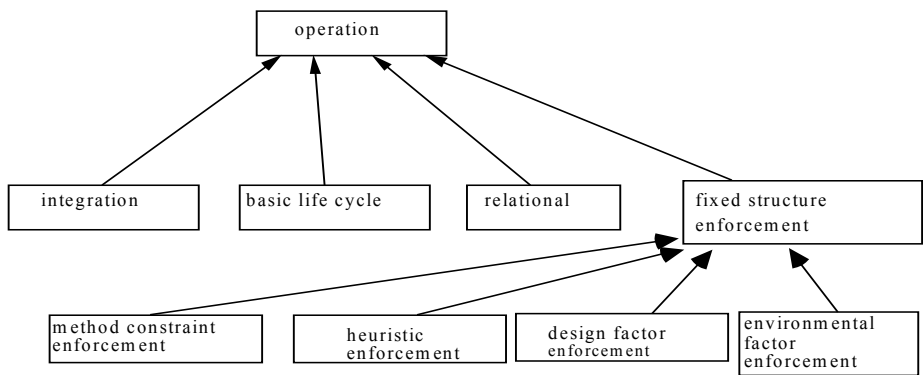 operation
integration
basic life cycle
relational
fixed structure
enforcement
method constraint
enforcement
heuristic
enforcement
design factor
enforcement
environmental
factor
enforcement